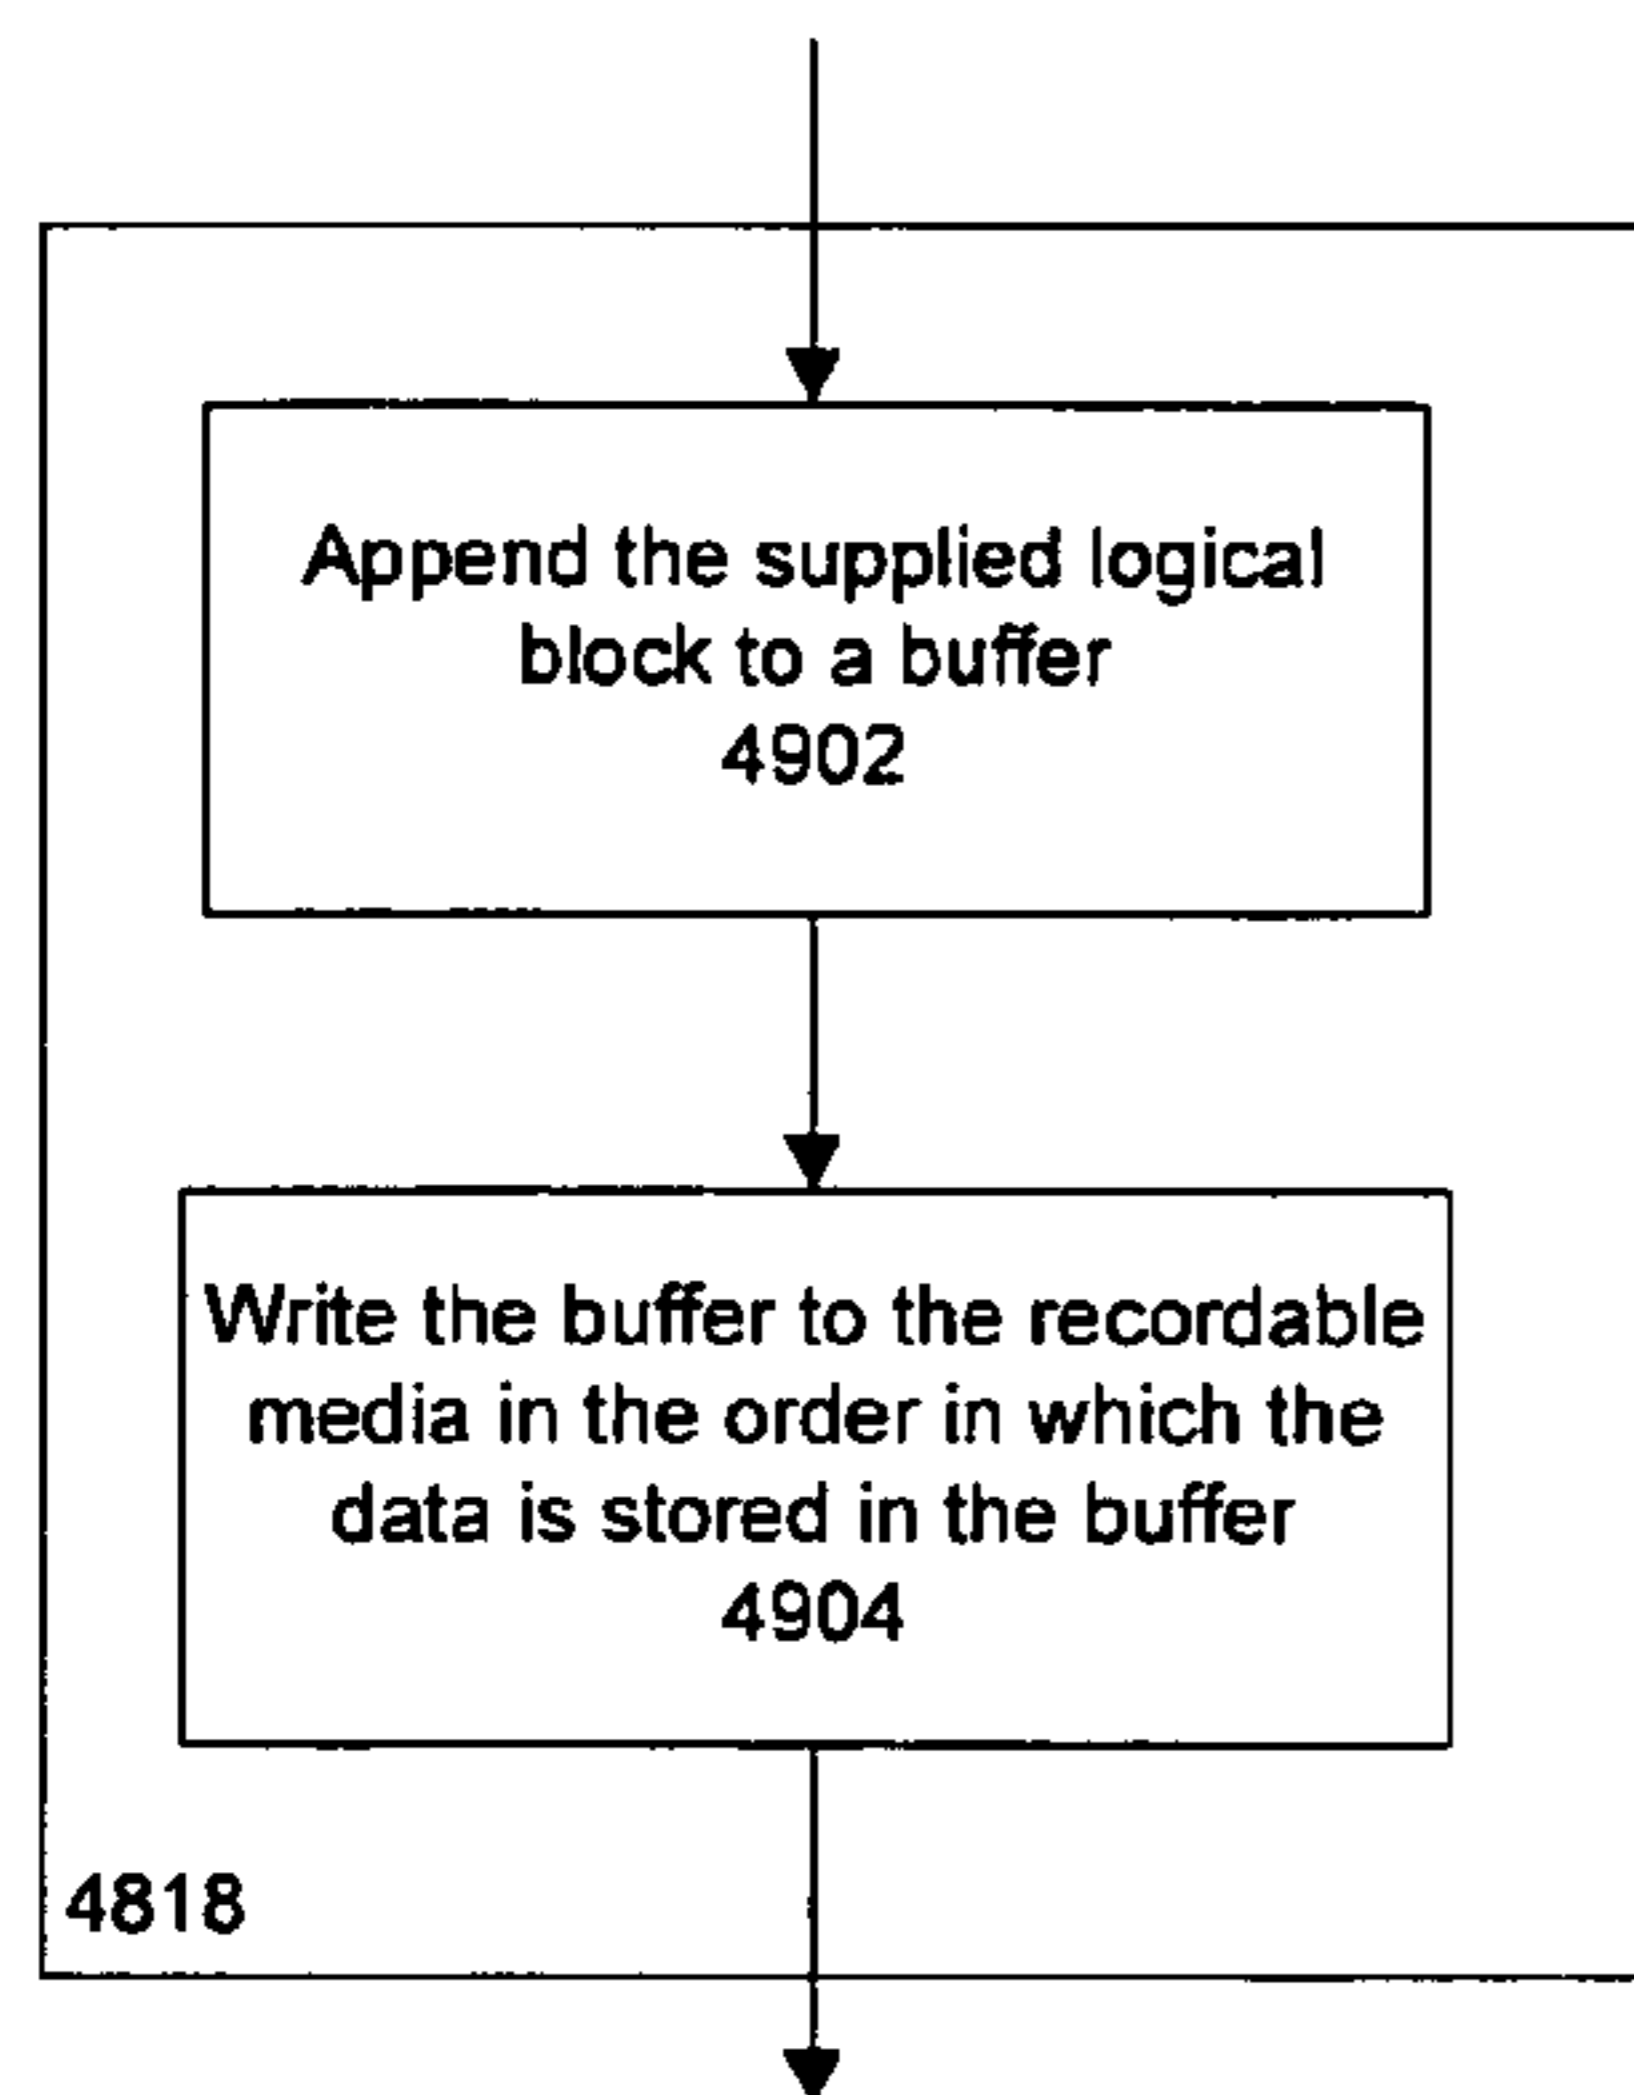 Append the supplied logical
block to a buffer
4902
Write the buffer to the recordable
media in the order in which the
data is stored in the buffer
4904
4818